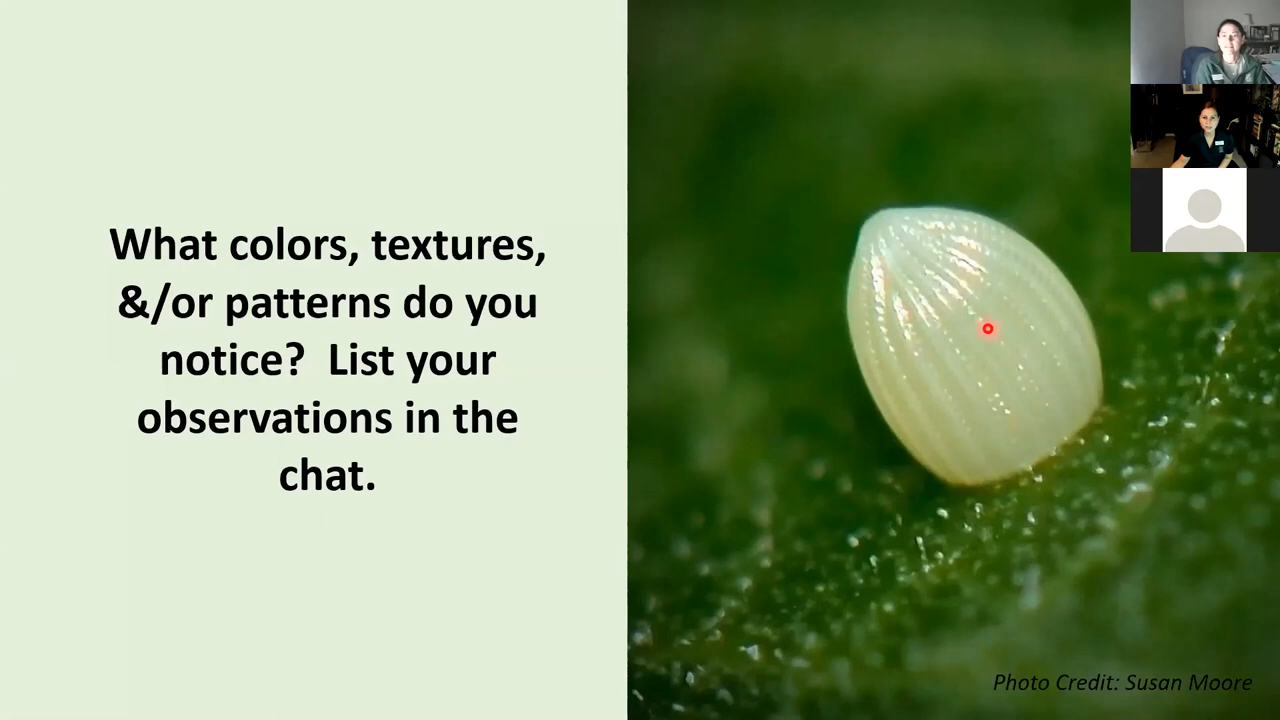 What colors, textures,
&/or patterns do you
notice?  List your
observations in the
chat.
Photo Credit: Susan Moore